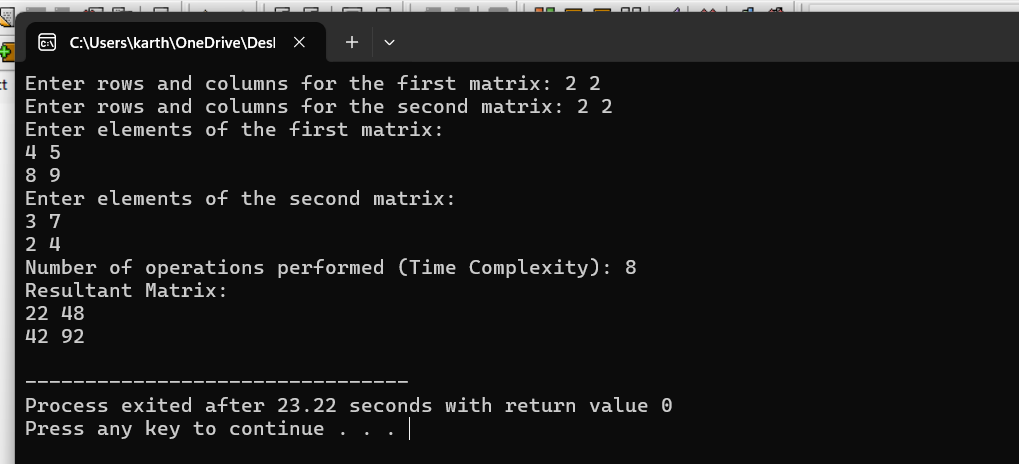 C:\Users\karth\OneDrive\Desl
Enter rows and columns for the first matrix: 2 2
Enter rows and columns for the second matrix: 2 2
Enter elements of the first matrix:
4 5
8 9
Enter elements of the second matrix:
3 7
2 4
Number of operations performed (Time Complexity): 8
Resultant Matrix:
22 48
42 92
--------------------------------
Process exited after 23.22 seconds with return value 0
Press any key to continue . . .